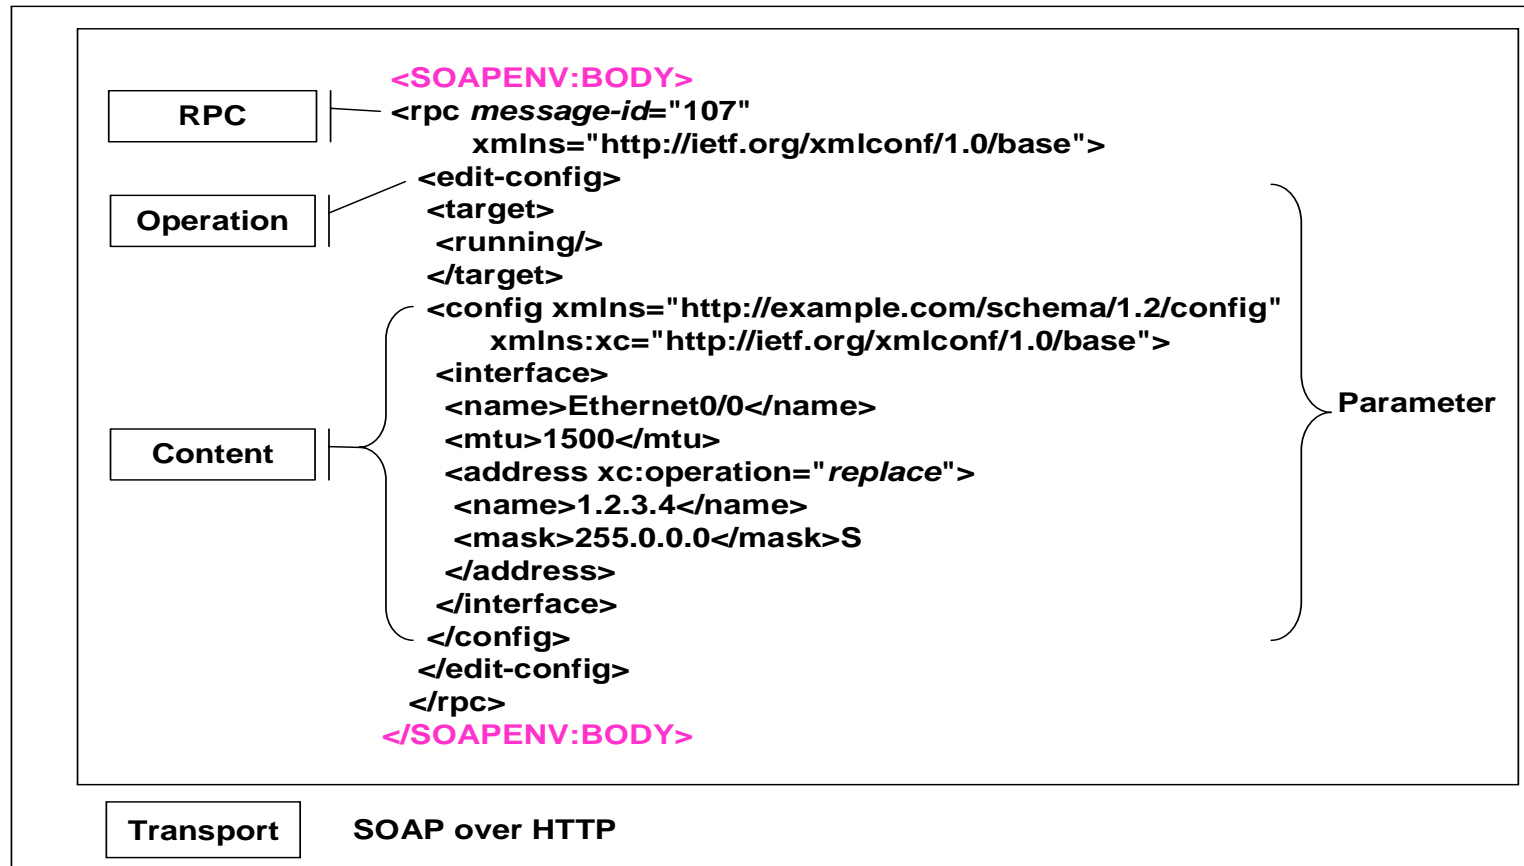 <SOAPENV:BODY>
RPC
<rpc message-id="107"
xmlns="http://ietf.org/xmlconf/1.0/base">
<edit-config>
Operation
<target>
<running/>
</target>
<config xmlns="http://example.com/schema/1.2/config"
xmlns:xc="http://ietf.org/xmlconf/1.0/base">
<interface>
<name>Ethernet0/0</name>
Parameter
<mtu>1500</mtu>
Content
<address xc:operation="replace">
<name>1.2.3.4</name>
<mask>255.0.0.0</mask>S
</address>
</interface>
</config>
</edit-config>
</rpc>
</SOAPENV:BODY>
Transport
SOAP over HTTP